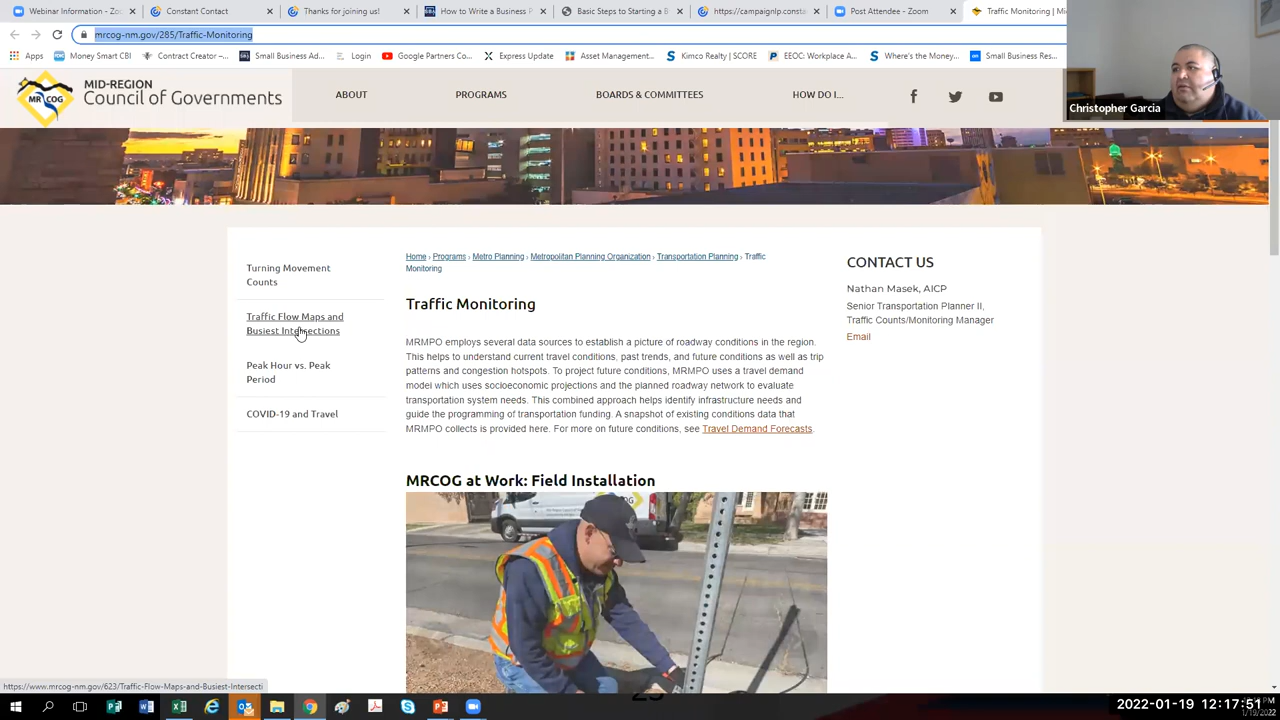 Webinar Information - Zo
Constant Contact
Thanks for joining us!
How to Write a Business P
Basic Steps to Starting a B
https://campaignlp.consta
Post Attendee - Zoom
Traffic Monitoring | Mi
mrcog-nm.gov/285/Traffic-Monitoring
Apps
Money Smart CBI
Contract Creator –...
Small Business Ad...
Login
Google Partners Co...
Express Update
Asset Management...
Kimco Realty | SCORE
EEOC: Workplace A...
Where's the Money...
Small Business Res...
Christopher Garcia
MR COG
MID-REGION
Council of Governments
ABOUT
PROGRAMS
BOARDS & COMMITTEES
HOW DO I...
Turning Movement
Counts
Traffic Flow Maps and
Busiest Intersections
Peak Hour vs. Peak
Period
COVID-19 and Travel
Home › Programs › Metro Planning › Metropolitan Planning Organization › Transportation Planning › Traffic
Monitoring
Traffic Monitoring
MRMPO employs several data sources to establish a picture of roadway conditions in the region.
This helps to understand current travel conditions, past trends, and future conditions as well as trip
patterns and congestion hotspots. To project future conditions, MRMPO uses a travel demand
model which uses socioeconomic projections and the planned roadway network to evaluate
transportation system needs. This combined approach helps identify infrastructure needs and
guide the programming of transportation funding. A snapshot of existing conditions data that
MRMPO collects is provided here. For more on future conditions, see Travel Demand Forecasts.
MRCOG at Work: Field Installation
CONTACT US
Nathan Masek, AICP
Senior Transportation Planner II,
Traffic Counts/Monitoring Manager
Email
https://www.mrcog-nm.gov/623/Traffic-Flow-Maps-and-Busiest-Intersecti
2022-01-19 12:17:51